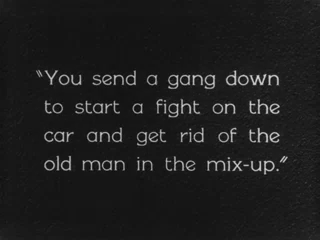 "You send a gang down
to start a fight on the
car and get rid of the
old man in the mix-up."